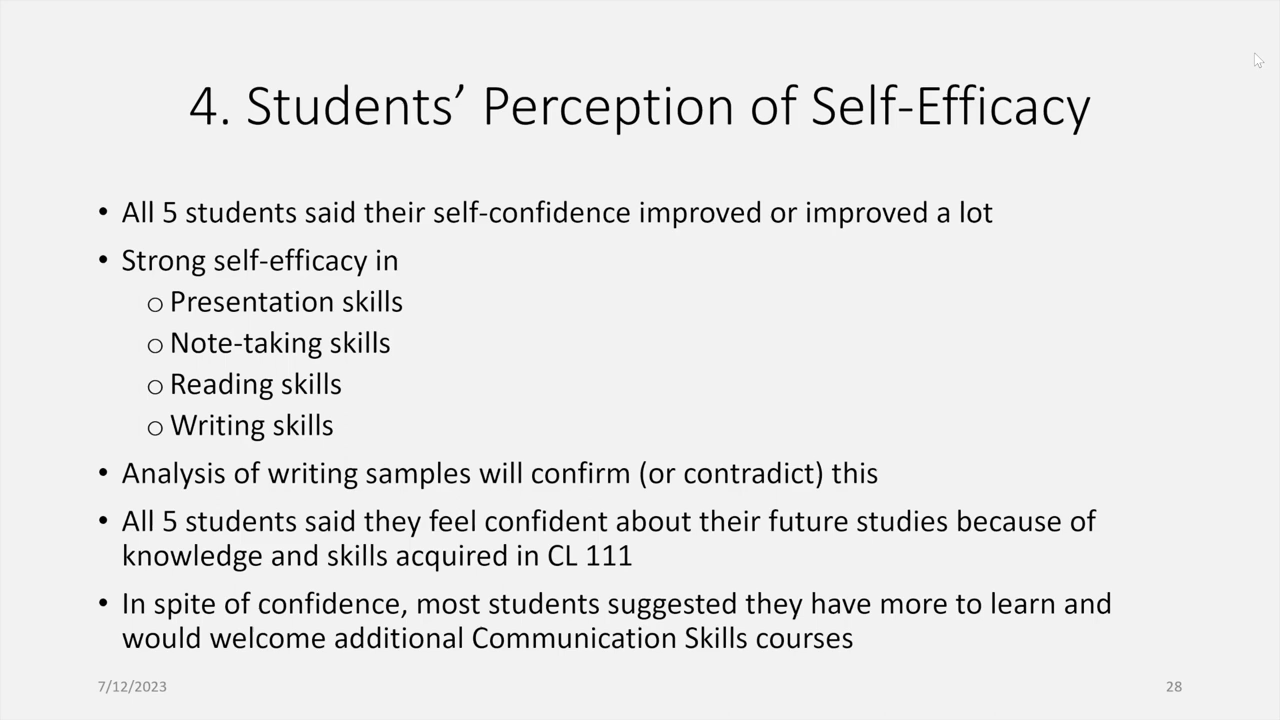 4. Students’ Perception of Self-Efficacy
• All 5 students said their self-confidence improved or improved a lot
• Strong self-efficacy in
o Presentation skills
o Note-taking skills
o Reading skills
o Writing skills
• Analysis of writing samples will confirm (or contradict) this
• All 5 students said they feel confident about their future studies because of
knowledge and skills acquired in CL 111
• In spite of confidence, most students suggested they have more to learn and
would welcome additional Communication Skills courses
7/12/2023
28